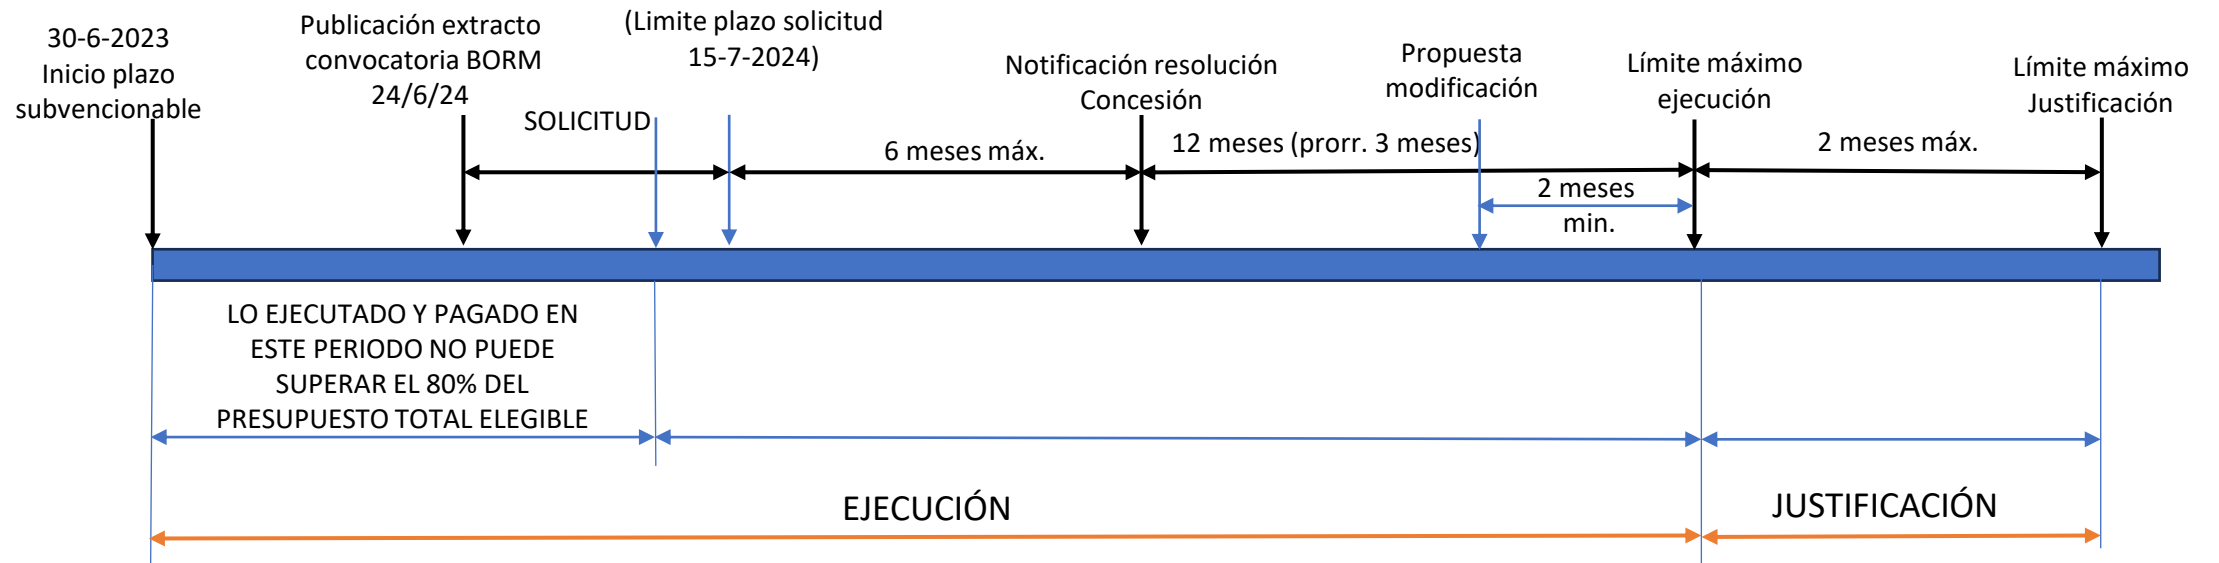 30-6-2023
Inicio plazo
subvencionable
Publicación extracto
convocatoria BORM
24/6/24
SOLICITUD
(Limite plazo solicitud
15-7-2024)
6 meses máx.
Notificación resolución
Concesión
12 meses (prorr. 3 meses)
Propuesta
modificación
2 meses
min.
Límite máximo
ejecución
2 meses máx.
Límite máximo
Justificación
LO EJECUTADO Y PAGADO EN
ESTE PERIODO NO PUEDE
SUPERAR EL 80% DEL
PRESUPUESTO TOTAL ELEGIBLE
EJECUCIÓN
JUSTIFICACIÓN